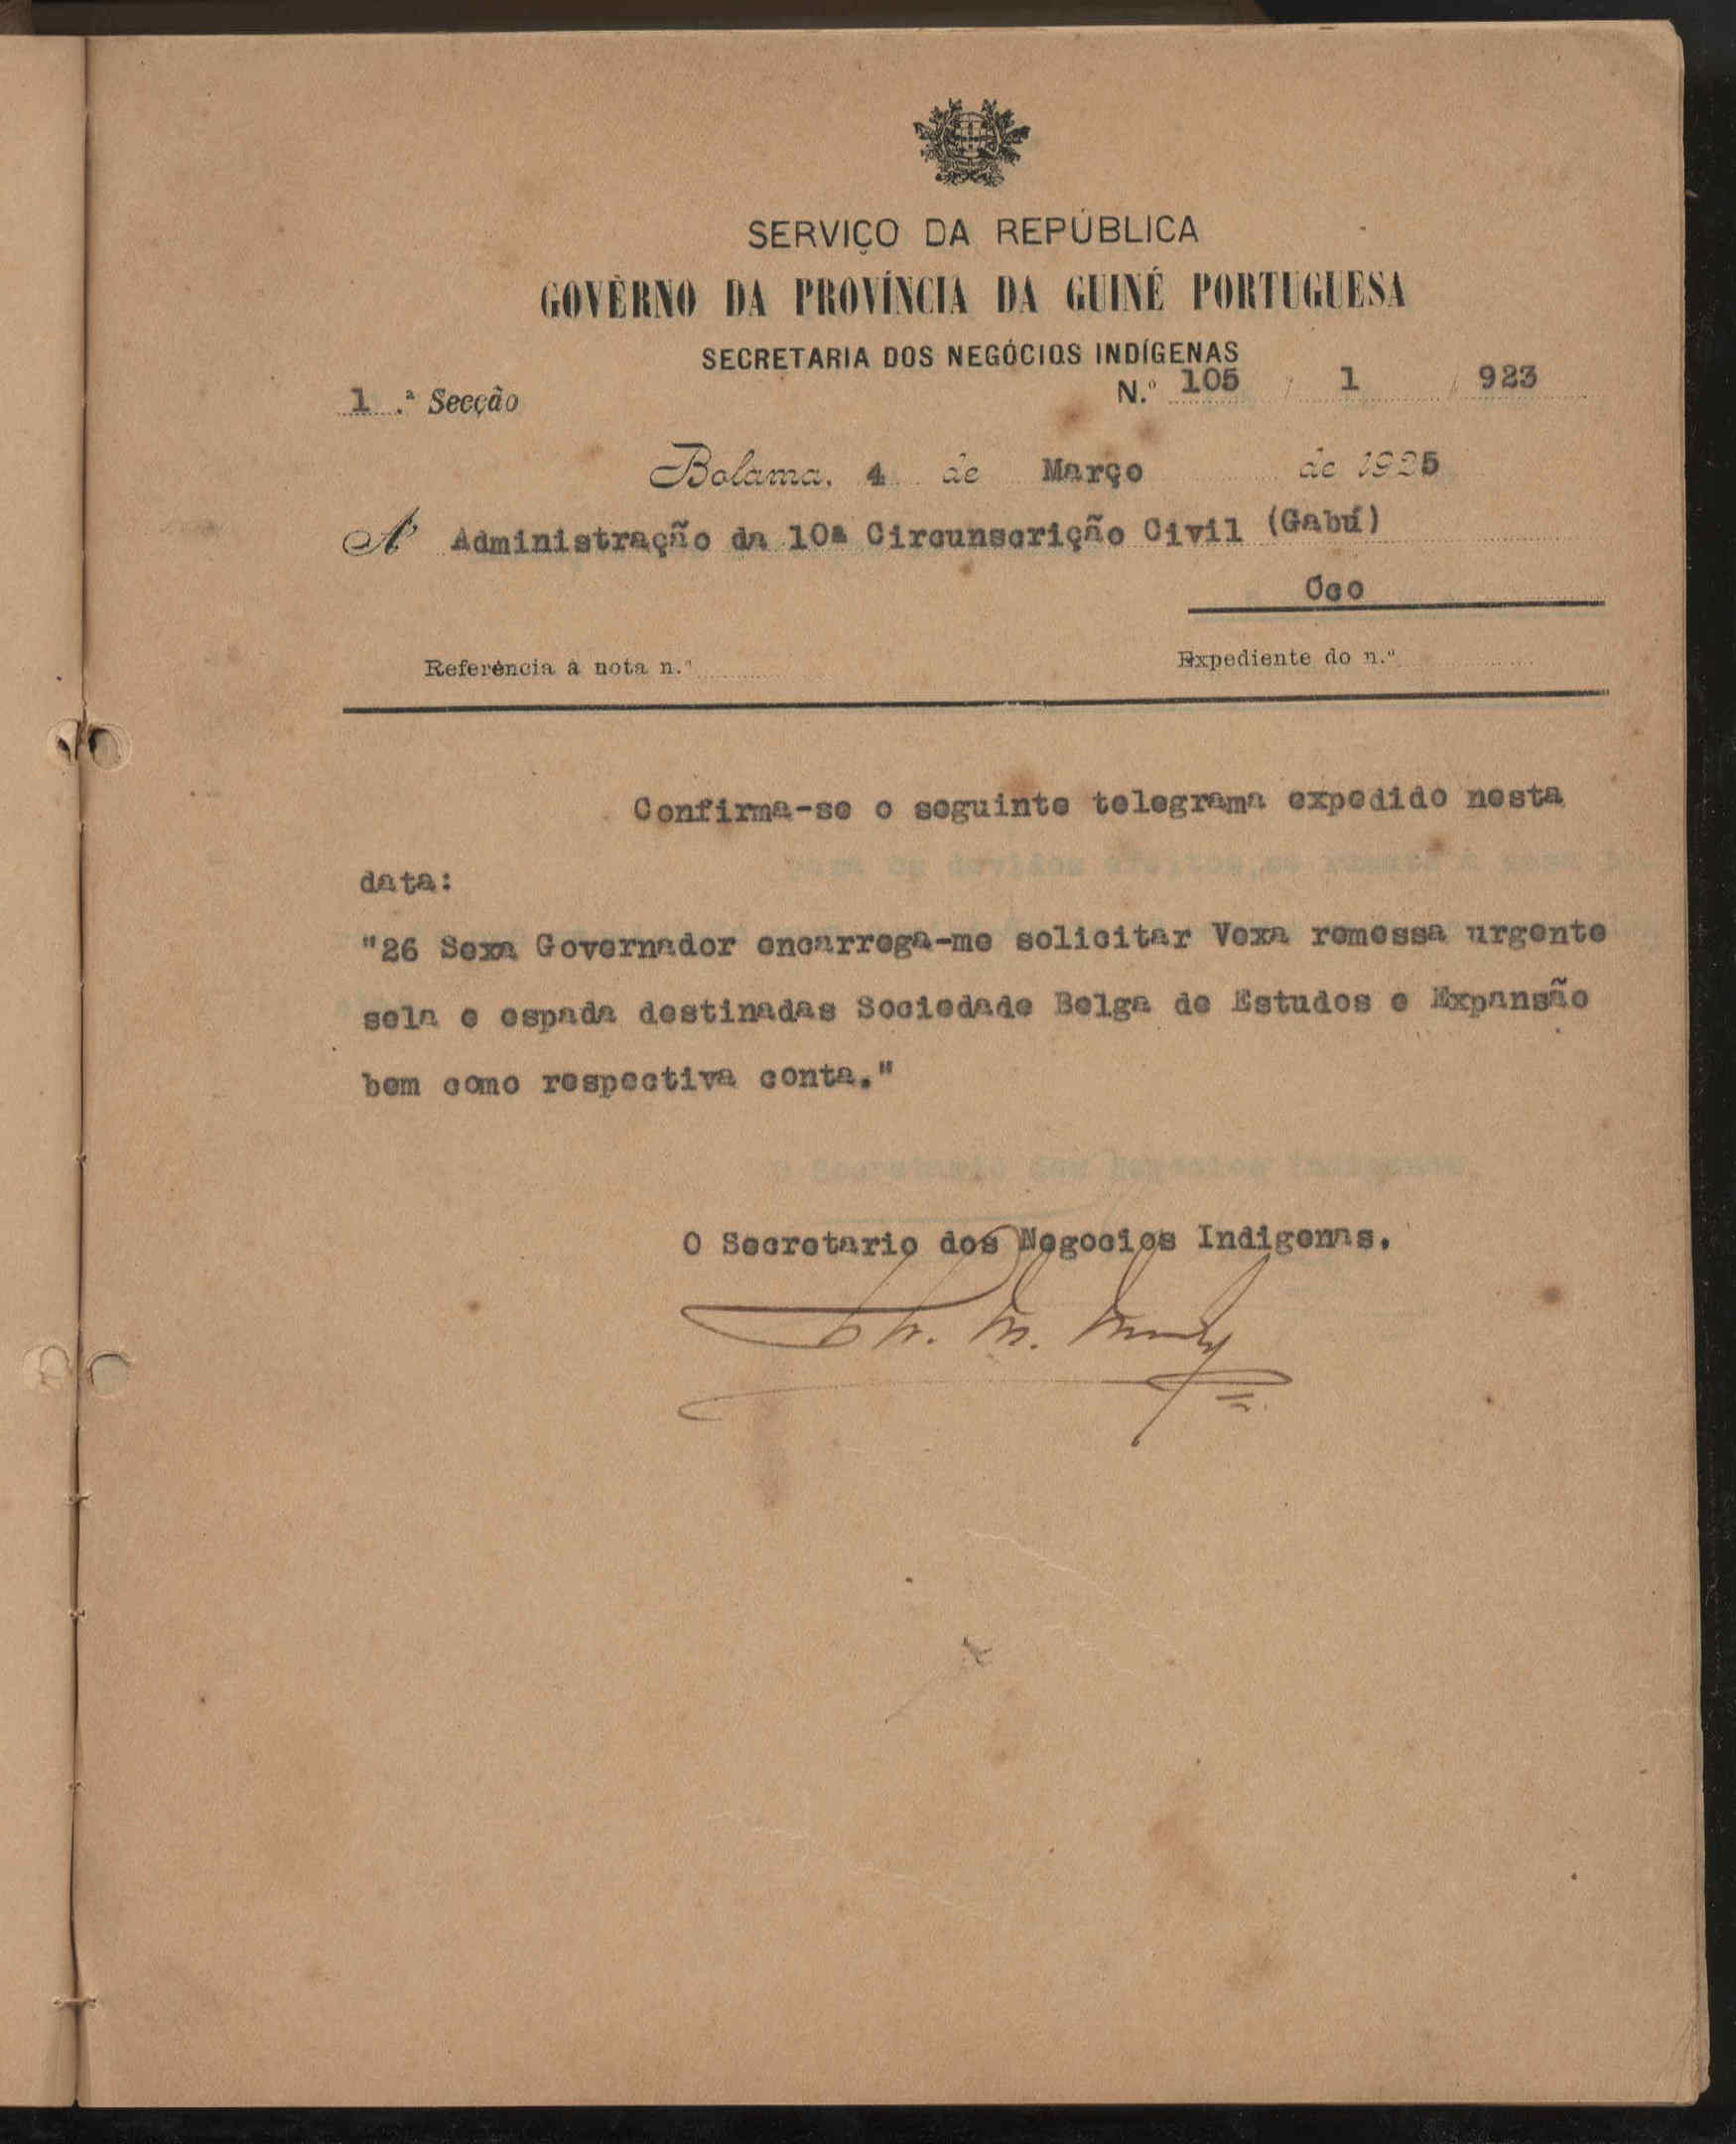 SERVIÇO DA REPÚBLICA
GOVÊRNO DA PROVÍNCIA DA GUINÉ PORTUGUESA
SECRETARIA DOS NEGÓCIOS INDÍGENAS
1.ª Secção N.º 105 / 1 / 923
Bolama, 4 de Março de 1925
A Administração da 10ª Circunscrição Civil (Gabú)
Óco
Referência à nota n.º Expediente do n.º
Confirma-se o seguinte telegrama expedido nesta
data:
"26 Sexa Governador encarrega-me solicitar Vexa remessa urgente
sela e espada destinadas Sociedade Belga de Estudos e Expansão
bem como respectiva conta."
O Secretario dos Negocios Indigenas.